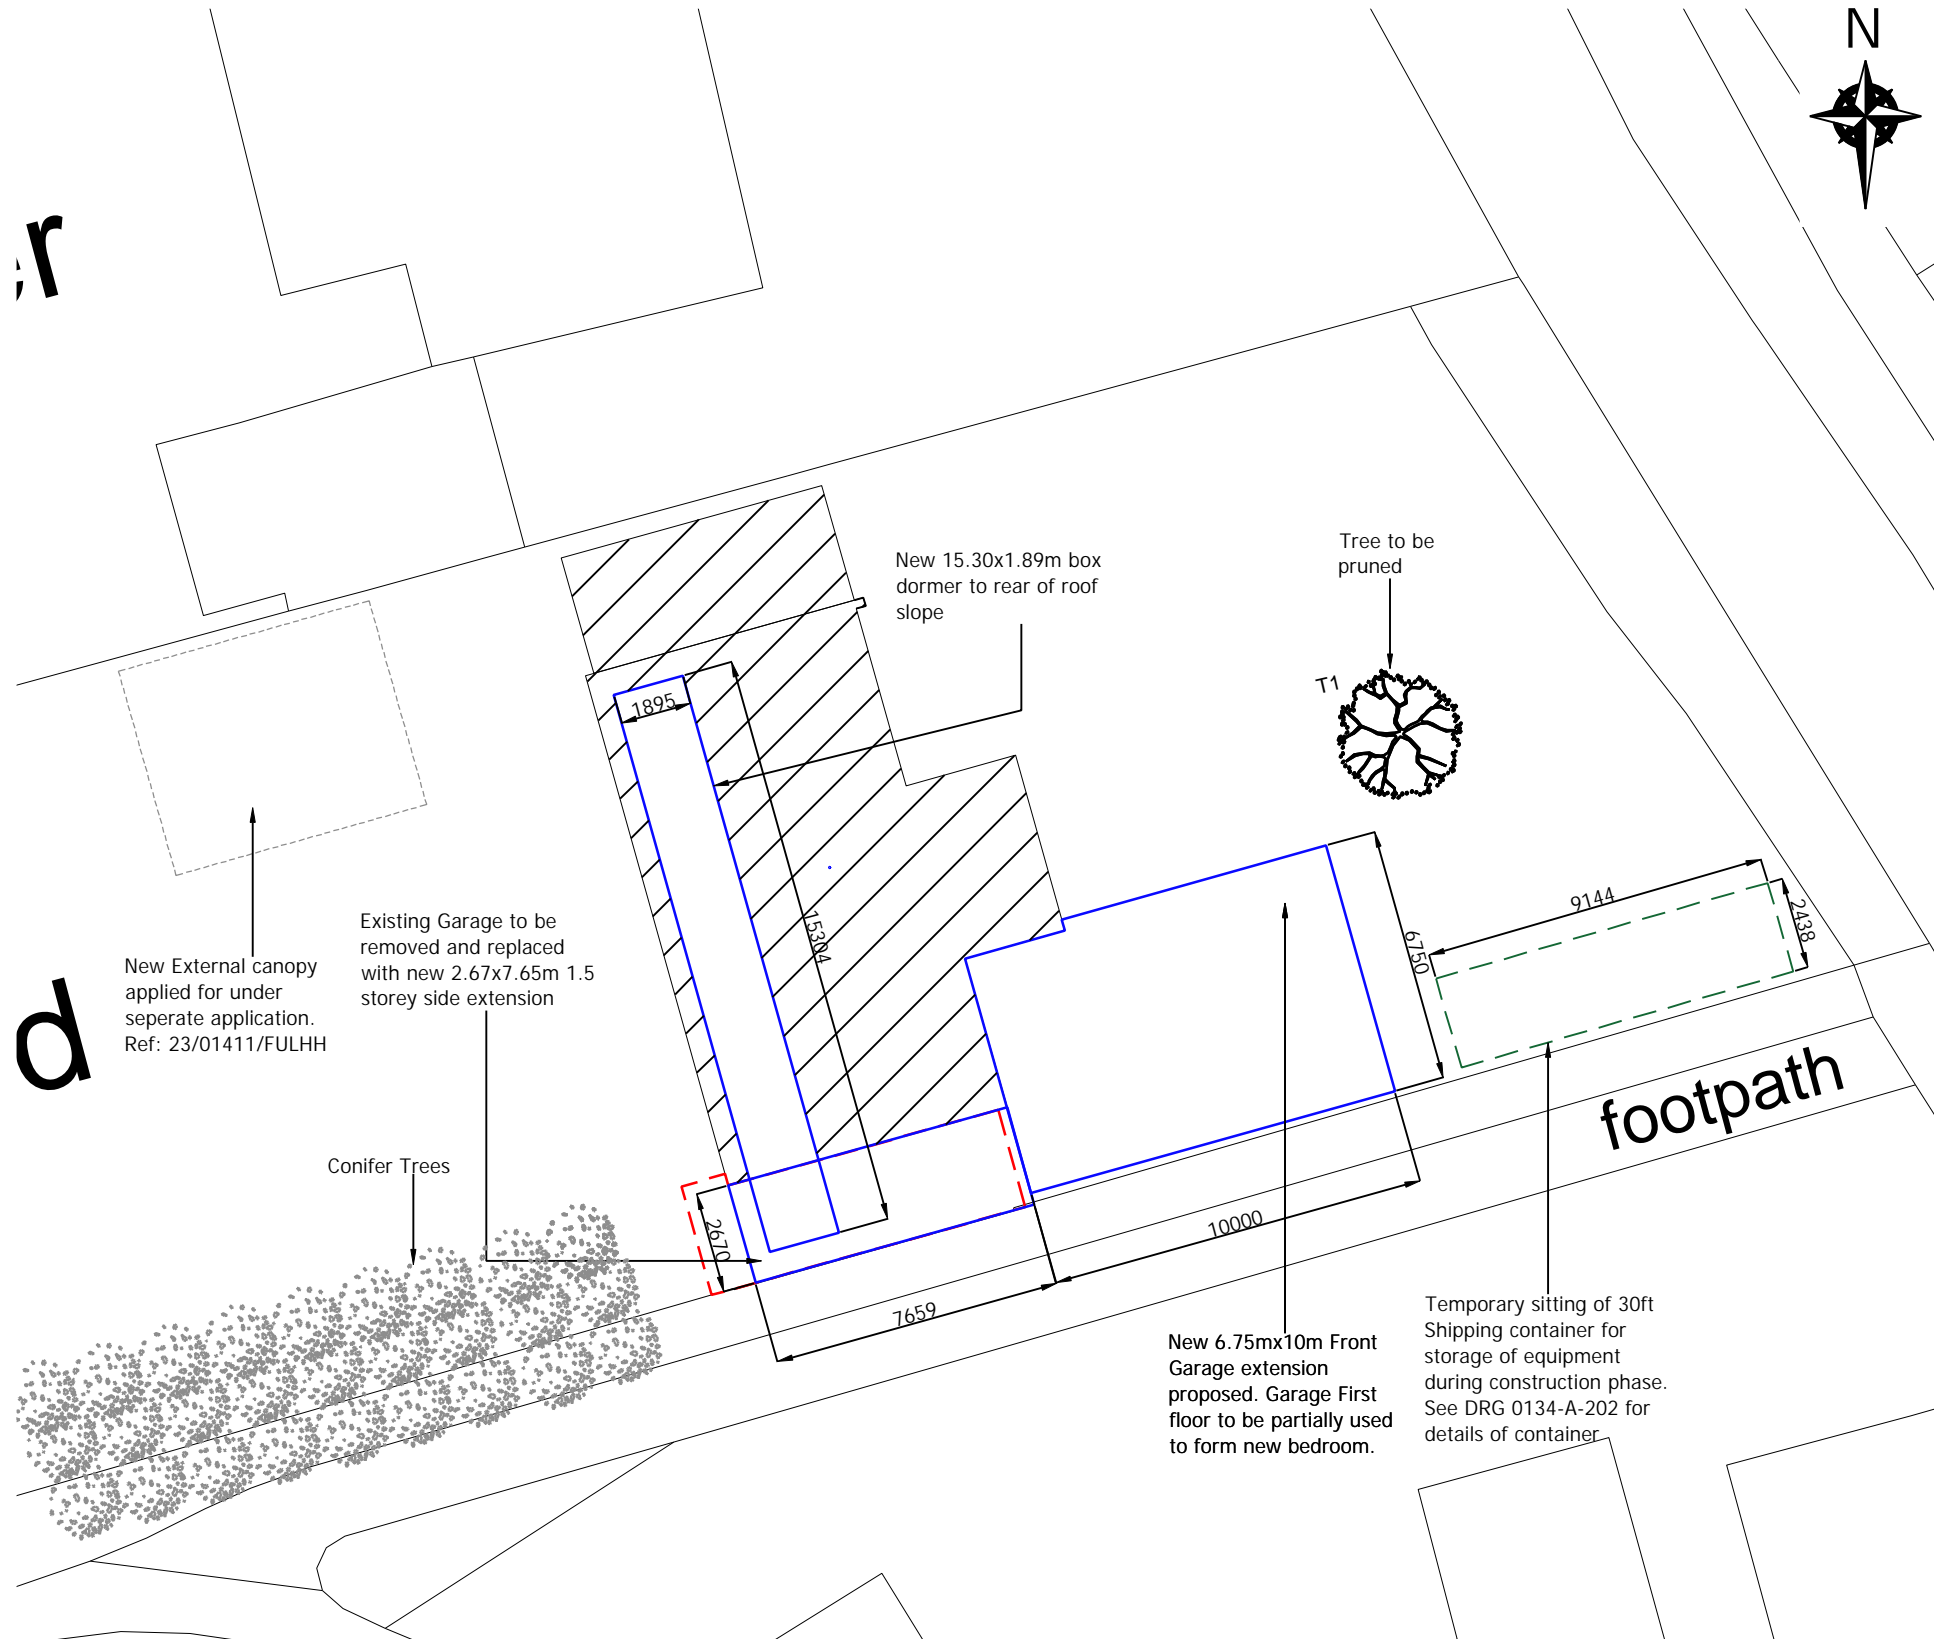 N
er
New 15.30x1.89m box
dormer to rear of roof
slope
Tree to be
pruned
T1
1895
15304
9144
2438
6750
Existing Garage to be
removed and replaced
with new 2.67x7.65m 1.5
storey side extension
New External canopy
applied for under
seperate application.
Ref: 23/01411/FULHH
d
footpath
Conifer Trees
2670
10000
7659
New 6.75mx10m Front
Garage extension
proposed. Garage First
floor to be partially used
to form new bedroom.
Temporary sitting of 30ft
Shipping container for
storage of equipment
during construction phase.
See DRG 0134-A-202 for
details of container